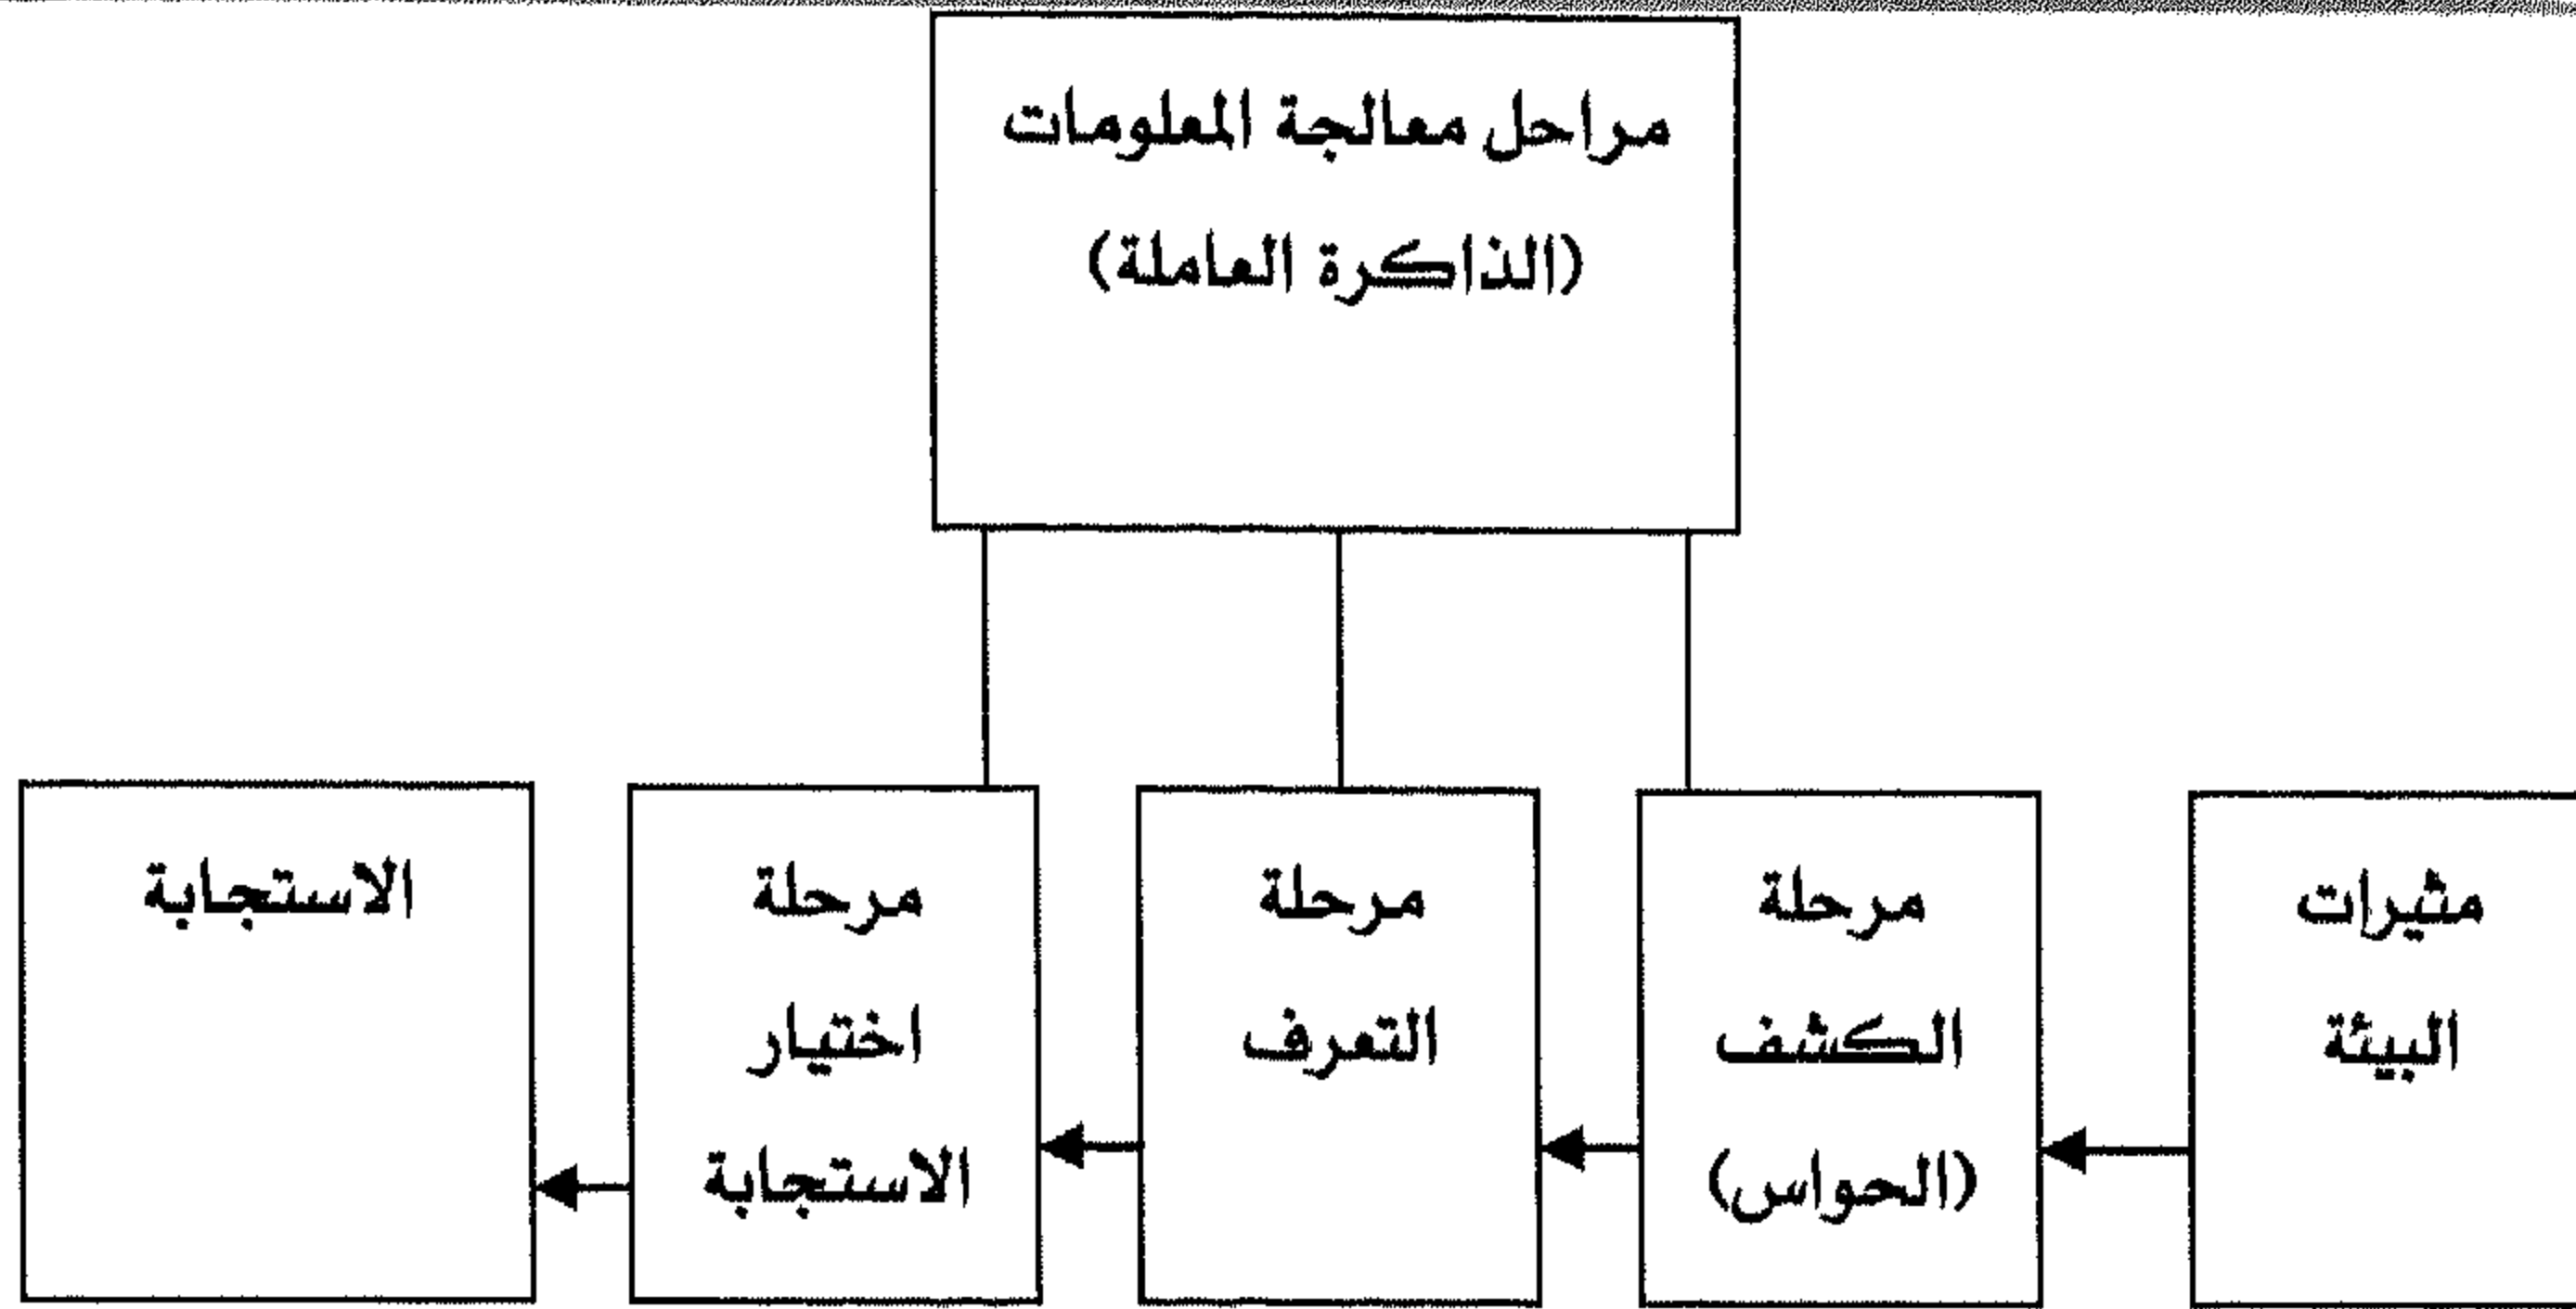 مراحل معالجة المعلومات
(الذاكرة العاملة)
مثيرات
البيئة
مرحلة
الكشف
(الحواس)
مرحلة
التعرف
مرحلة
اختيار
الاستجابة
الاستجابة